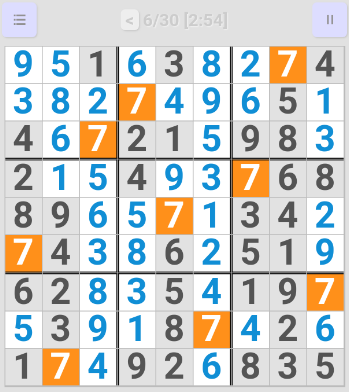 < 6/30 [2:54]
9 5 1 6 3 8 2 7 4
3 8 2 7 4 9 6 5 1
4 6 7 2 1 5 9 8 3
2 1 5 4 9 3 7 6 8
8 9 6 5 7 1 3 4 2
7 4 3 8 6 2 5 1 9
6 2 8 3 5 4 1 9 7
5 3 9 1 8 7 4 2 6
1 7 4 9 2 6 8 3 5